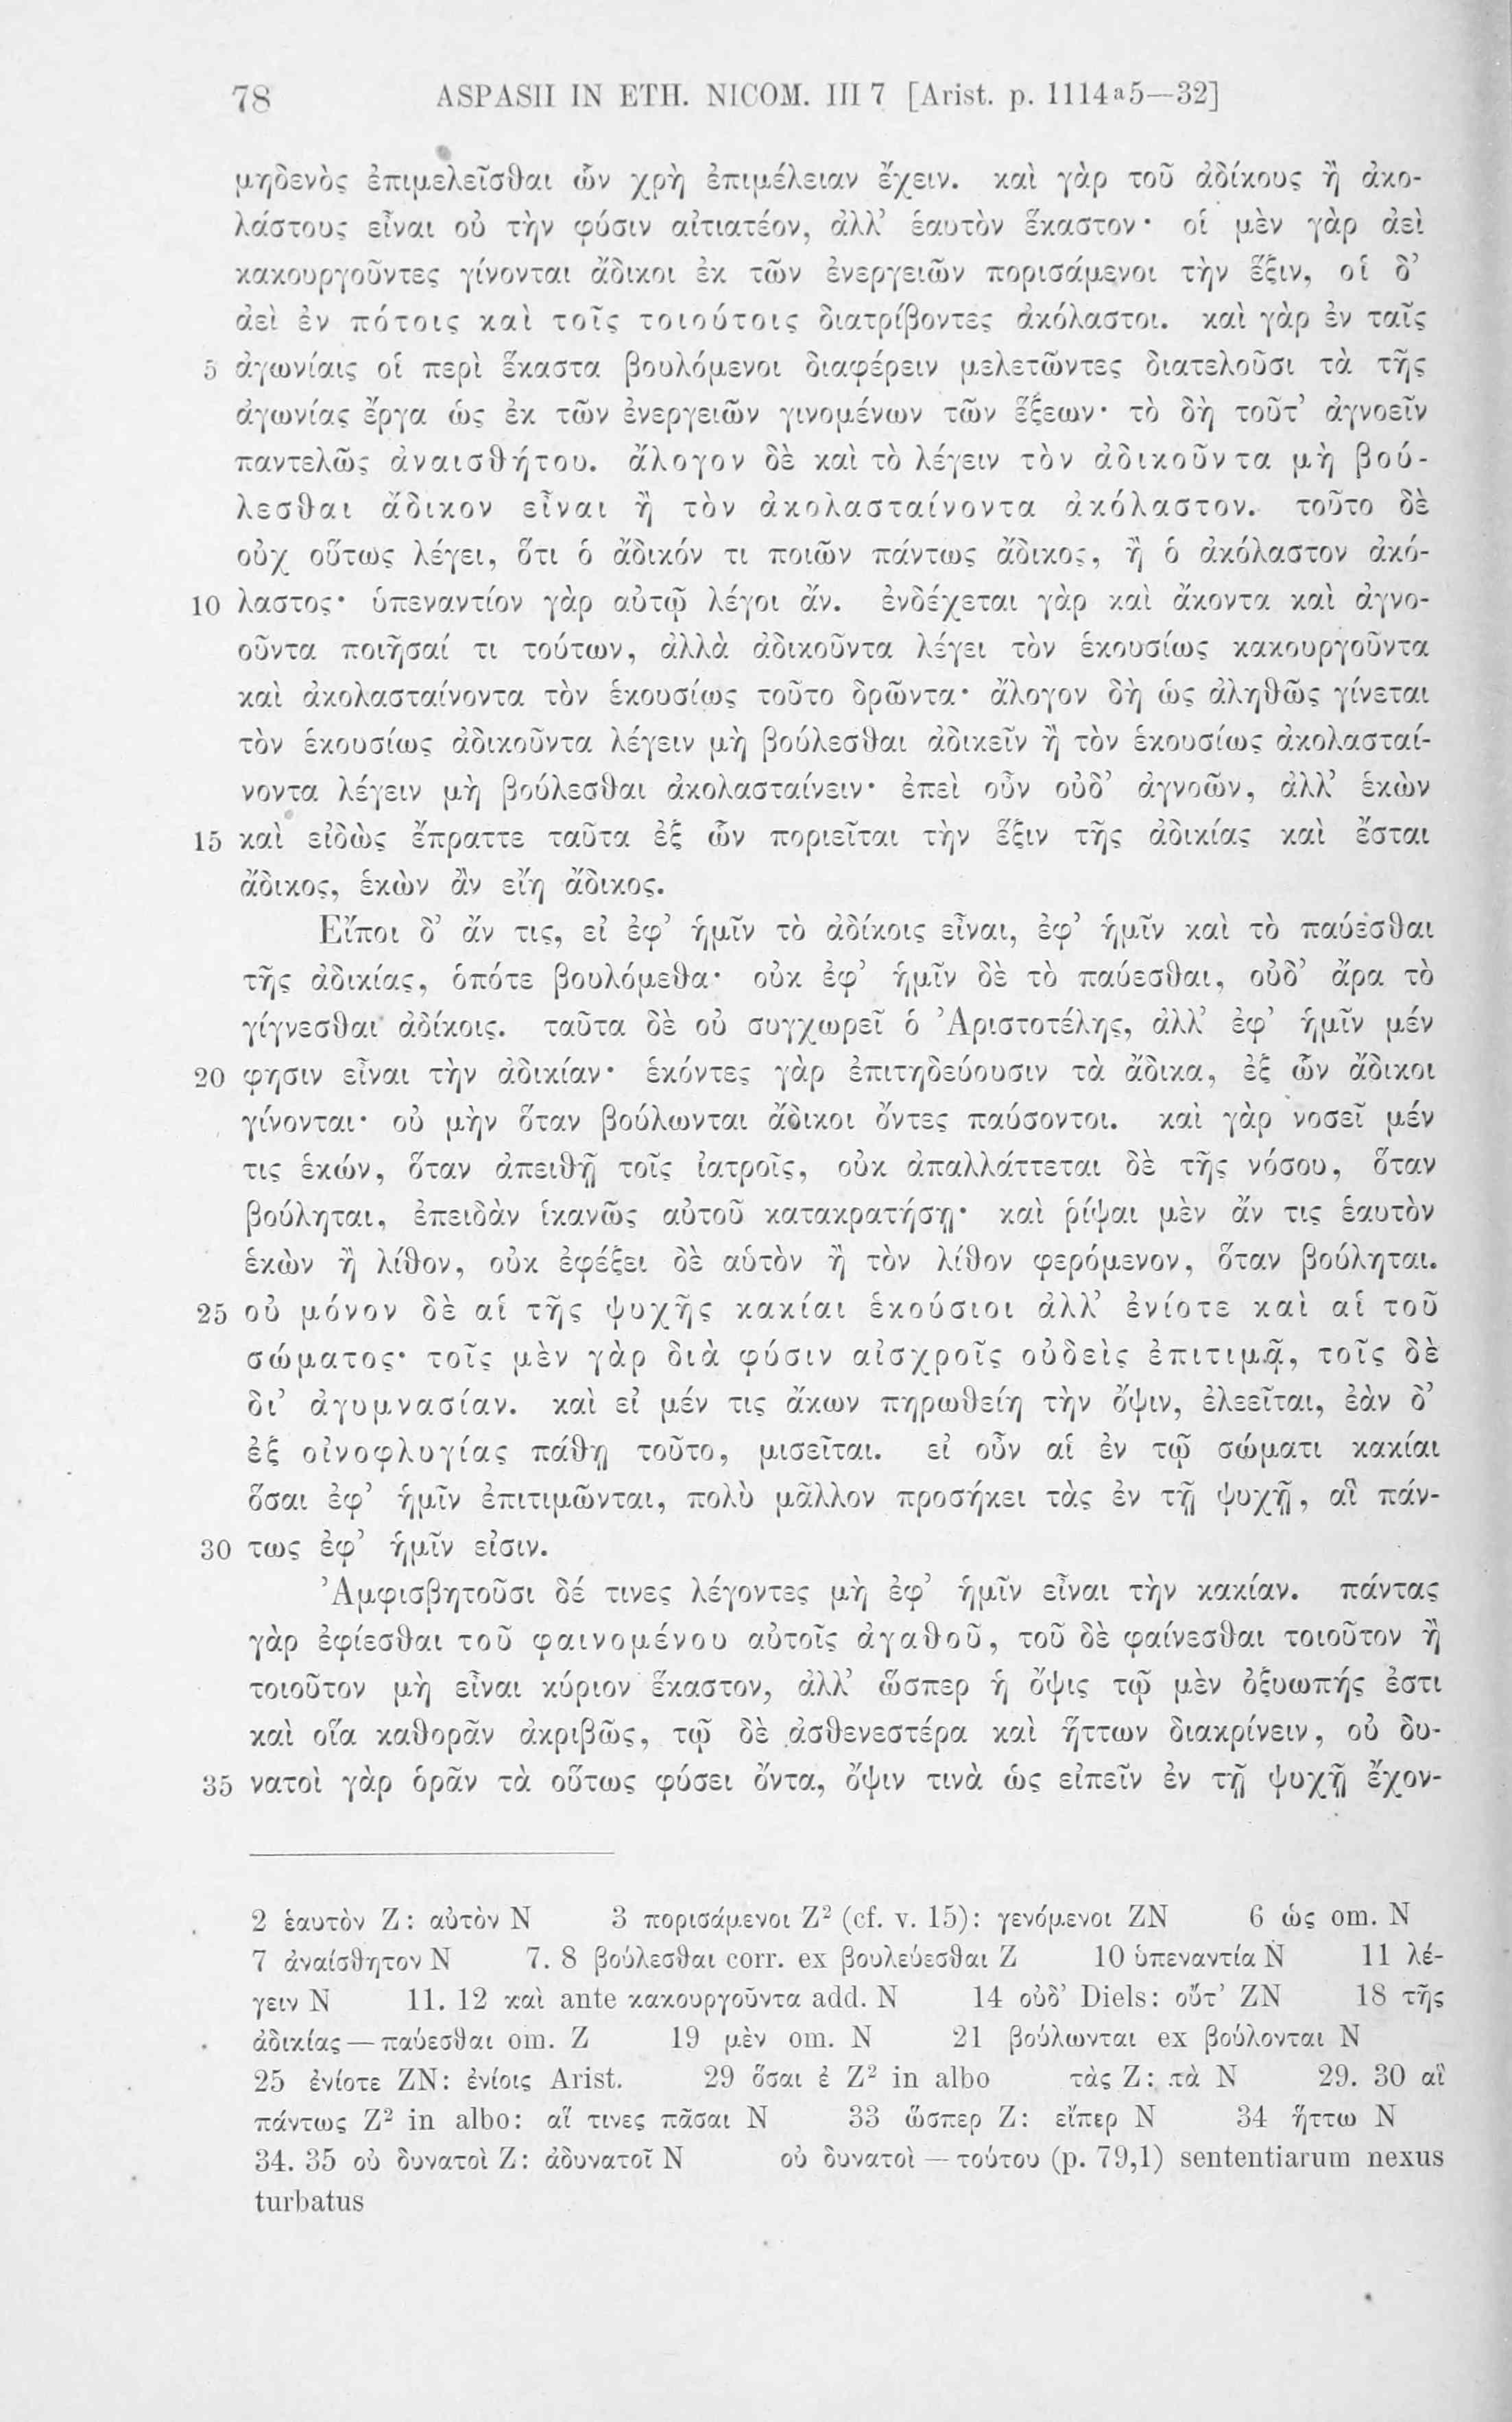 78 ASPASII IN ETH. NICOM. III 7 [Arist. p. 1114ᵃ5—32]
μηδενὸς ἐπιμελεῖσθαι ὧν χρὴ ἐπιμέλειαν ἔχειν. καὶ γὰρ τοῦ ἀδίκους ἢ ἀκο-
λάστους εἶναι οὐ τὴν φύσιν αἰτιατέον, ἀλλ’ ἑαυτὸν ἕκαστον· οἱ μὲν γὰρ ἀεὶ
κακουργοῦντες γίνονται ἄδικοι ἐκ τῶν ἐνεργειῶν πορισάμενοι τὴν ἕξιν, οἱ δ’
ἀεὶ ἐν πότοις καὶ τοῖς τοιούτοις διατρίβοντες ἀκόλαστοι. καὶ γὰρ ἐν ταῖς
5 ἀγωνίαις οἱ περὶ ἕκαστα βουλόμενοι διαφέρειν μελετῶντες διατελοῦσι τὰ τῆς
ἀγωνίας ἔργα ὡς ἐκ τῶν ἐνεργειῶν γινομένων τῶν ἕξεων· τὸ δὴ τοῦτ’ ἀγνοεῖν
παντελῶς ἀναισθήτου. ἄλογον δὲ καὶ τὸ λέγειν τὸν ἀδικοῦντα μὴ βού-
λεσθαι ἄδικον εἶναι ἢ τὸν ἀκολασταίνοντα ἀκόλαστον. τοῦτο δὲ
οὐχ οὕτως λέγει, ὅτι ὁ ἄδικόν τι ποιῶν πάντως ἄδικος, ἢ ὁ ἀκόλαστον ἀκό-
10 λαστος· ὑπεναντίον γὰρ αὐτῷ λέγοι ἄν. ἐνδέχεται γὰρ καὶ ἄκοντα καὶ ἀγνο-
οῦντα ποιῆσαί τι τούτων, ἀλλὰ ἀδικοῦντα λέγει τὸν ἑκουσίως κακουργοῦντα
καὶ ἀκολασταίνοντα τὸν ἑκουσίως τοῦτο δρῶντα· ἄλογον δὴ ὡς ἀληθῶς γίνεται
τὸν ἑκουσίως ἀδικοῦντα λέγειν μὴ βούλεσθαι ἀδικεῖν ἢ τὸν ἑκουσίως ἀκολασταί-
νοντα λέγειν μὴ βούλεσθαι ἀκολασταίνειν· ἐπεὶ οὖν οὐδ’ ἀγνοῶν, ἀλλ’ ἑκὼν
15 καὶ εἰδὼς ἔπραττε ταῦτα ἐξ ὧν ποριεῖται τὴν ἕξιν τῆς ἀδικίας καὶ ἔσται
ἄδικος, ἑκὼν ἂν εἴη ἄδικος.
Εἴποι δ’ ἄν τις, εἰ ἐφ’ ἡμῖν τὸ ἀδίκοις εἶναι, ἐφ’ ἡμῖν καὶ τὸ παύεσθαι
τῆς ἀδικίας, ὁπότε βουλόμεθα· οὐκ ἐφ’ ἡμῖν δὲ τὸ παύεσθαι, οὐδ’ ἄρα τὸ
γίγνεσθαι ἀδίκοις. ταῦτα δὲ οὐ συγχωρεῖ ὁ Ἀριστοτέλης, ἀλλ’ ἐφ’ ἡμῖν μέν
20 φησιν εἶναι τὴν ἀδικίαν· ἑκόντες γὰρ ἐπιτηδεύουσιν τὰ ἄδικα, ἐξ ὧν ἄδικοι
γίνονται· οὐ μὴν ὅταν βούλωνται ἄδικοι ὄντες παύσοντοι. καὶ γὰρ νοσεῖ μέν
τις ἑκών, ὅταν ἀπειθῇ τοῖς ἰατροῖς, οὐκ ἀπαλλάττεται δὲ τῆς νόσου, ὅταν
βούληται, ἐπειδὰν ἱκανῶς αὐτοῦ κατακρατήσῃ· καὶ ῥίψαι μὲν ἄν τις ἑαυτὸν
ἑκὼν ἢ λίθον, οὐκ ἐφέξει δὲ αὑτὸν ἢ τὸν λίθον φερόμενον, ὅταν βούληται.
25 οὐ μόνον δὲ αἱ τῆς ψυχῆς κακίαι ἑκούσιοι ἀλλ’ ἐνίοτε καὶ αἱ τοῦ
σώματος· τοῖς μὲν γὰρ διὰ φύσιν αἰσχροῖς οὐδεὶς ἐπιτιμᾷ, τοῖς δὲ
δι’ ἀγυμνασίαν. καὶ εἰ μέν τις ἄκων πηρωθείη τὴν ὄψιν, ἐλεεῖται, ἐὰν δ’
ἐξ οἰνοφλυγίας πάθῃ τοῦτο, μισεῖται. εἰ οὖν αἱ ἐν τῷ σώματι κακίαι
ὅσαι ἐφ’ ἡμῖν ἐπιτιμῶνται, πολὺ μᾶλλον προσήκει τὰς ἐν τῇ ψυχῇ, αἳ πάν-
30 τως ἐφ’ ἡμῖν εἰσιν.
Ἀμφισβητοῦσι δέ τινες λέγοντες μὴ ἐφ’ ἡμῖν εἶναι τὴν κακίαν. πάντας
γὰρ ἐφίεσθαι τοῦ φαινομένου αὐτοῖς ἀγαθοῦ, τοῦ δὲ φαίνεσθαι τοιοῦτον ἢ
τοιοῦτον μὴ εἶναι κύριον ἕκαστον, ἀλλ’ ὥσπερ ἡ ὄψις τῷ μὲν ὀξυωπής ἐστι
καὶ οἵα καθορᾶν ἀκριβῶς, τῷ δὲ ἀσθενεστέρα καὶ ἥττων διακρίνειν, οὐ δυ-
35 νατοὶ γὰρ ὁρᾶν τὰ οὕτως φύσει ὄντα, ὄψιν τινὰ ὡς εἰπεῖν ἐν τῇ ψυχῇ ἔχον-
2 ἑαυτὸν Z: αὐτὸν N 3 πορισάμενοι Z² (cf. v. 15): γενόμενοι ZN 6 ὡς om. N
7 ἀναίσθητον N 7. 8 βούλεσθαι corr. ex βουλεύεσθαι Z 10 ὑπεναντία N 11 λέ-
γειν N 11. 12 καὶ ante κακουργοῦντα add. N 14 οὐδ’ Diels: οὔτ’ ZN 18 τῆς
ἀδικίας — παύεσθαι om. Z 19 μὲν om. N 21 βούλωνται ex βούλονται N
25 ἐνίοτε ZN: ἐνίοις Arist. 29 ὅσαι ἐ Z² in albo τὰς Z: τὰ N 29. 30 αἳ
πάντως Z² in albo: αἵ τινες πᾶσαι N 33 ὥσπερ Z: εἴπερ N 34 ἥττω N
34. 35 οὐ δυνατοὶ Z: ἀδυνατοῖ N οὐ δυνατοὶ — τούτου (p. 79,1) sententiarum nexus
turbatus